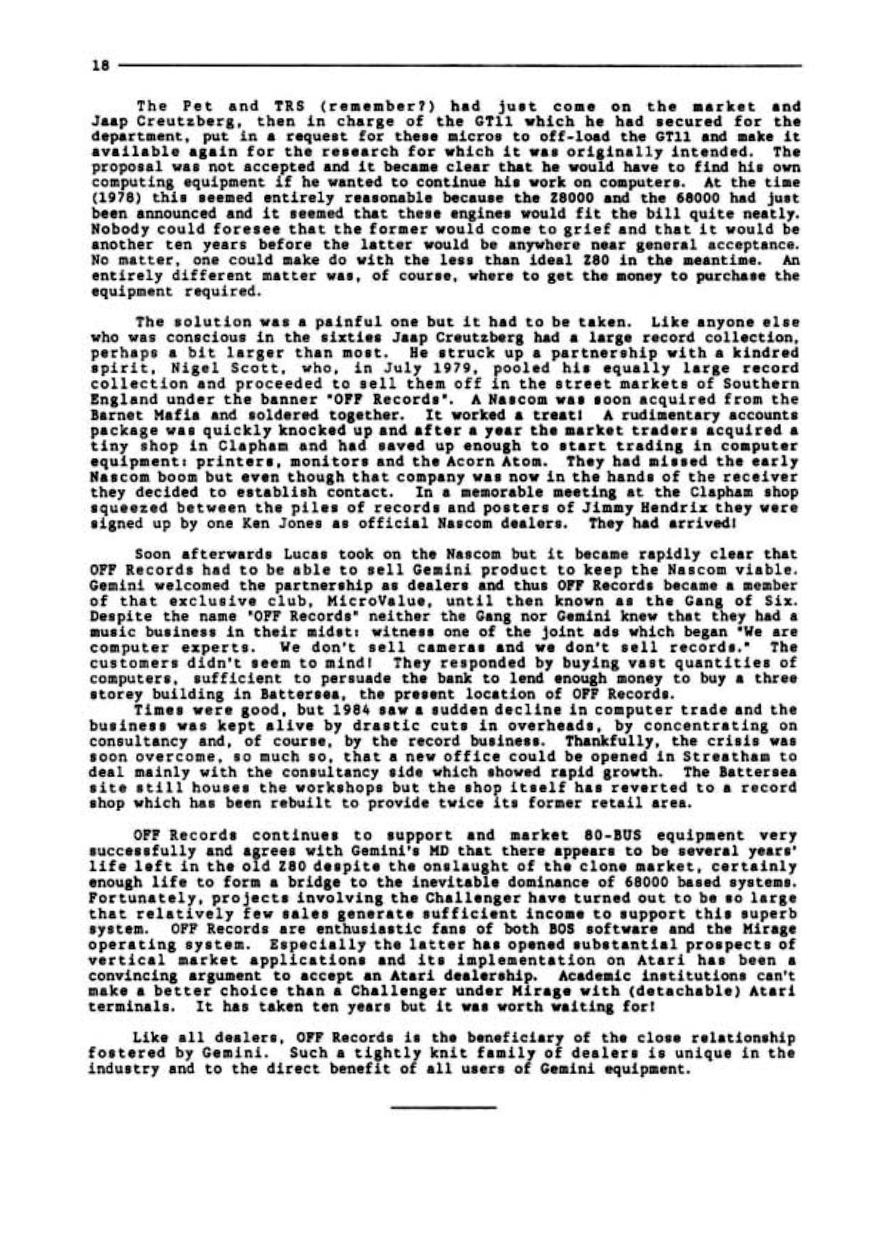 18
The Pet and TRS (remember?) had just come on the market and
Jaap Creutzberg, then in charge of the GT11 which he had secured for the
department, put in a request for these micros to off-load the GT11 and make it
available again for the research for which it was originally intended. The
proposal was not accepted and it became clear that he would have to find his own
computing equipment if he wanted to continue his work on computers. At the time
(1978) this seemed entirely reasonable because the Z8000 and the 68000 had just
been announced and it seemed that these engines would fit the bill quite neatly.
Nobody could foresee that the former would come to grief and that it would be
another ten years before the latter would be anywhere near general acceptance.
No matter, one could make do with the less than ideal Z80 in the meantime. An
entirely different matter was, of course, where to get the money to purchase the
equipment required.
The solution was a painful one but it had to be taken. Like anyone else
who was conscious in the sixties Jaap Creutzberg had a large record collection,
perhaps a bit larger than most. He struck up a partnership with a kindred
spirit, Nigel Scott, who, in July 1979, pooled his equally large record
collection and proceeded to sell them off in the street markets of Southern
England under the banner "OFF Records". A Nascom was soon acquired from the
Barnet Mafia and soldered together. It worked a treat! A rudimentary accounts
package was quickly knocked up and after a year the market traders acquired a
tiny shop in Clapham and had saved up enough to start trading in computer
equipment: printers, monitors and the Acorn Atom. They had missed the early
Nascom boom but even though that company was now in the hands of the receiver
they decided to establish contact. In a memorable meeting at the Clapham shop
squeezed between the piles of records and posters of Jimmy Hendrix they were
signed up by one Ken Jones as official Nascom dealers. They had arrived!
Soon afterwards Lucas took on the Nascom but it became rapidly clear that
OFF Records had to be able to sell Gemini product to keep the Nascom viable.
Gemini welcomed the partnership as dealers and thus OFF Records became a member
of that exclusive club, MicroValue, until then known as the Gang of Six.
Despite the name "OFF Records" neither the Gang nor Gemini knew that they had a
music business in their midst: witness one of the joint ads which began "We are
computer experts. We don't sell cameras and we don't sell records." The
customers didn't seem to mind! They responded by buying vast quantities of
computers, sufficient to persuade the bank to lend enough money to buy a three
storey building in Battersea, the present location of OFF Records.
Times were good, but 1984 saw a sudden decline in computer trade and the
business was kept alive by drastic cuts in overheads, by concentrating on
consultancy and, of course, by the record business. Thankfully, the crisis was
soon overcome, so much so, that a new office could be opened in Streatham to
deal mainly with the consultancy side which showed rapid growth. The Battersea
site still houses the workshops but the shop itself has reverted to a record
shop which has been rebuilt to provide twice its former retail area.
OFF Records continues to support and market 80-BUS equipment very
successfully and agrees with Gemini's MD that there appears to be several years'
life left in the old Z80 despite the onslaught of the clone market, certainly
enough life to form a bridge to the inevitable dominance of 68000 based systems.
Fortunately, projects involving the Challenger have turned out to be so large
that relatively few sales generate sufficient income to support this superb
system. OFF Records are enthusiastic fans of both BOS software and the Mirage
operating system. Especially the latter has opened substantial prospects of
vertical market applications and its implementation on Atari has been a
convincing argument to accept an Atari dealership. Academic institutions can't
make a better choice than a Challenger under Mirage with (detachable) Atari
terminals. It has taken ten years but it was worth waiting for!
Like all dealers, OFF Records is the beneficiary of the close relationship
fostered by Gemini. Such a tightly knit family of dealers is unique in the
industry and to the direct benefit of all users of Gemini equipment.